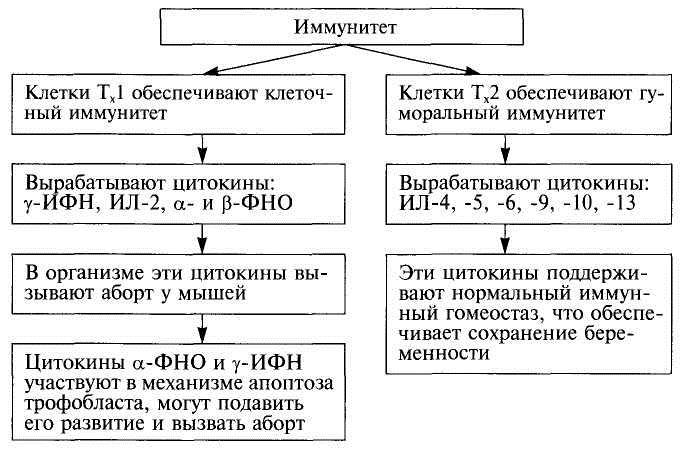 Иммунитет
Клетки Tх1 обеспечивают клеточ-
ный иммунитет
Вырабатывают цитокины:
γ-ИФН, ИЛ-2, α- и β-ФНО
В организме эти цитокины вы-
зывают аборт у мышей
Цитокины α-ФНО и γ-ИФН
участвуют в механизме апоптоза
трофобласта, могут подавить
его развитие и вызвать аборт
Клетки Tх2 обеспечивают гу-
моральный иммунитет
Вырабатывают цитокины:
ИЛ-4, -5, -6, -9, -10, -13
Эти цитокины поддержи-
вают нормальный иммун-
ный гомеостаз, что обеспе-
чивает сохранение бере-
менности